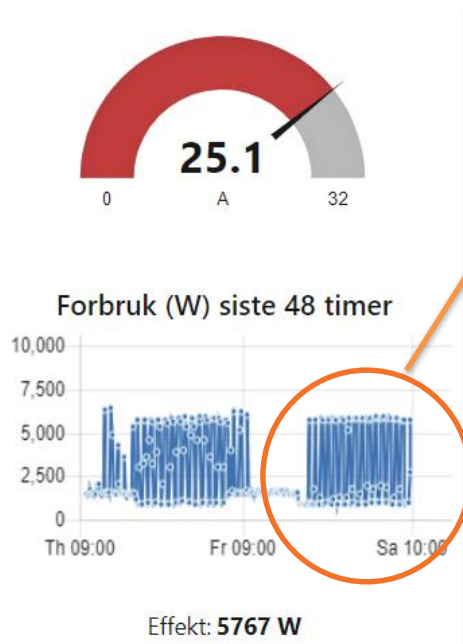 25.1
0 A 32
Forbruk (W) siste 48 timer
10,000
7,500
5,000
2,500
0
Th 09:00 Fr 09:00 Sa 10:00
Effekt: 5767 W